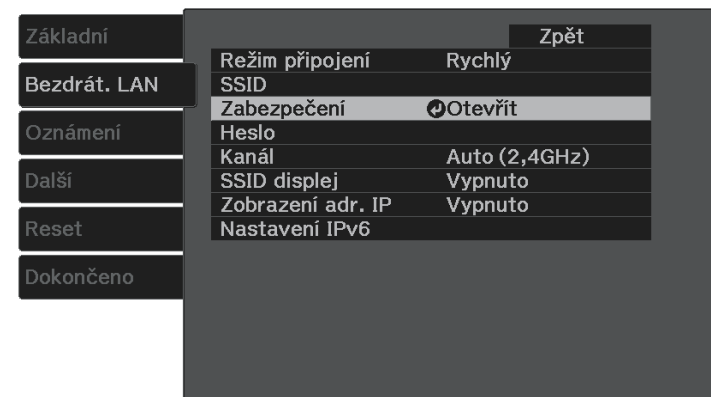 Základní
Bezdrát. LAN
Oznámení
Další
Reset
Dokončeno
Zpět
Režim připojení Rychlý
SSID
Zabezpečení Otevřít
Heslo
Kanál Auto (2,4GHz)
SSID displej Vypnuto
Zobrazení adr. IP Vypnuto
Nastavení IPv6